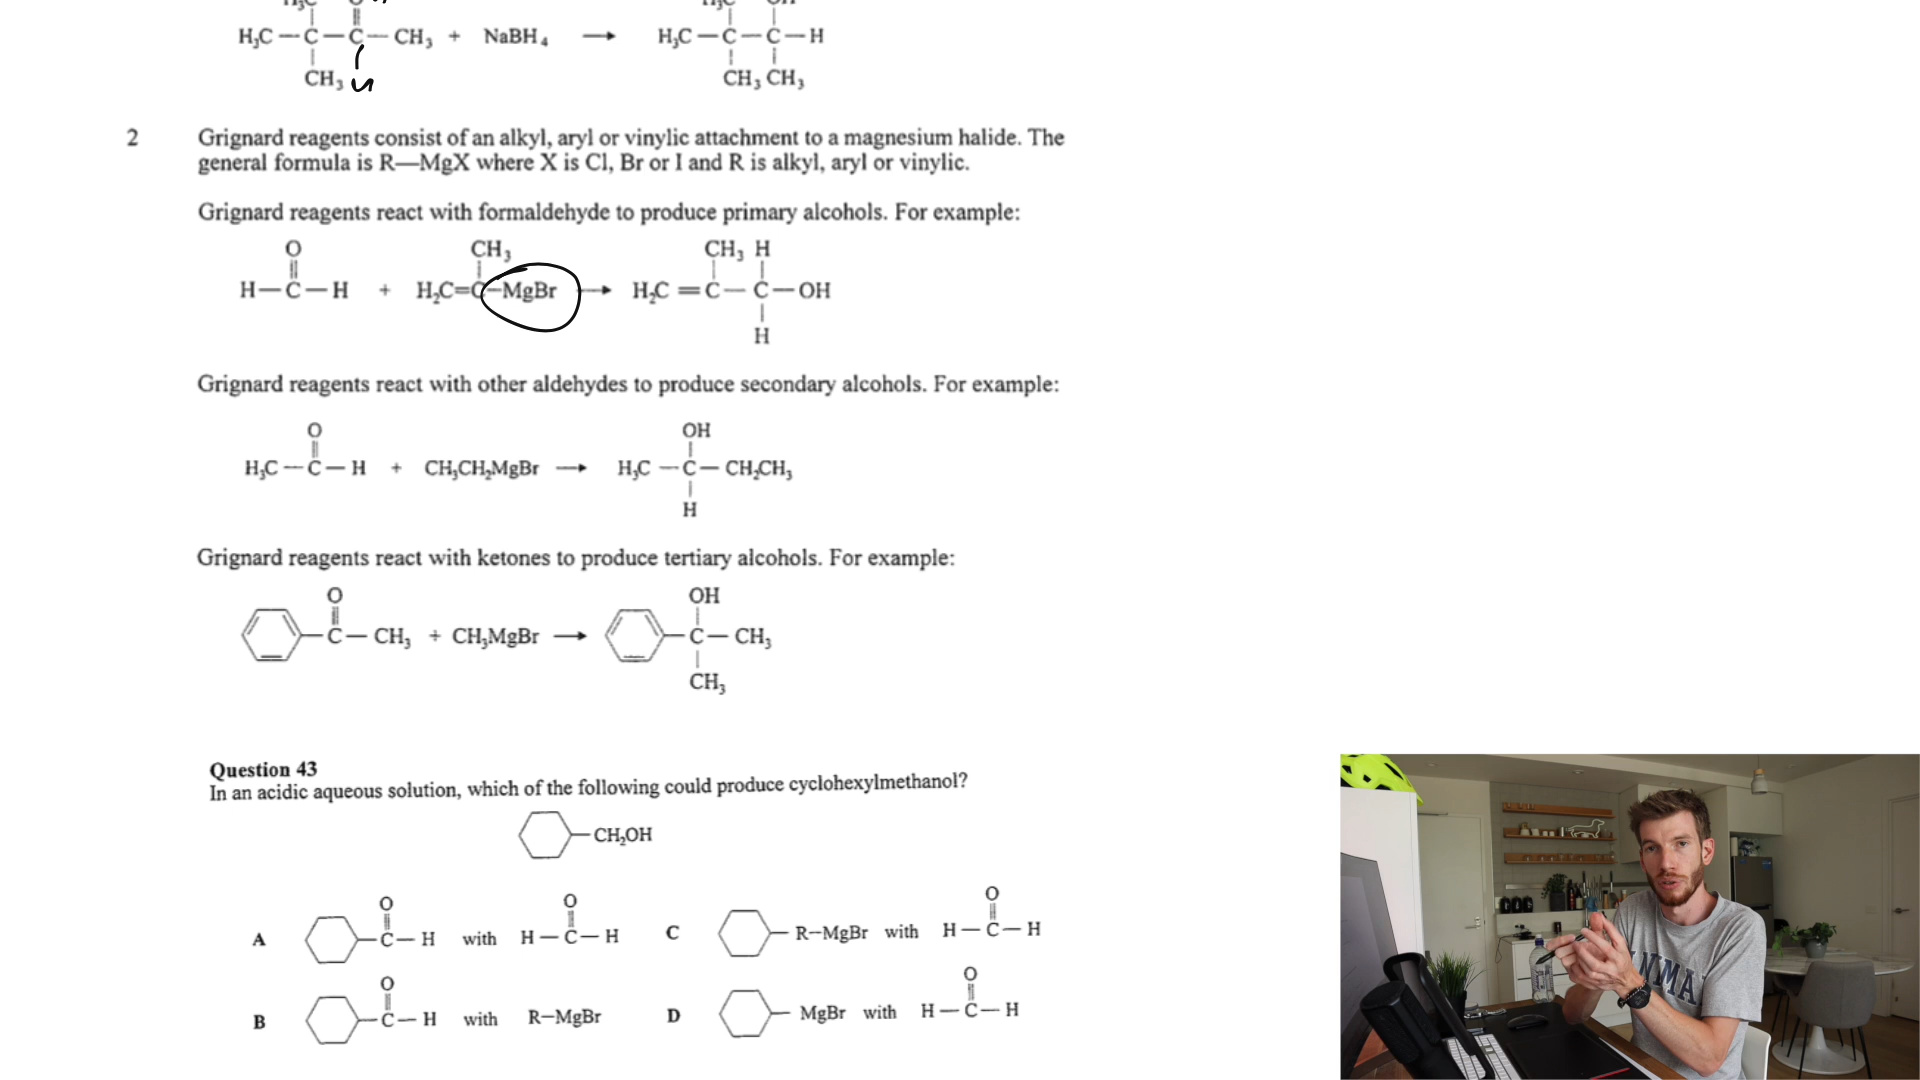 H₃C OH
O
H₃C — C — C — CH₃ + NaBH₄ → H₃C — C — C — H
CH₃ CH₃ CH₃
2 Grignard reagents consist of an alkyl, aryl or vinylic attachment to a magnesium halide. The
general formula is R—MgX where X is Cl, Br or I and R is alkyl, aryl or vinylic.
Grignard reagents react with formaldehyde to produce primary alcohols. For example:
O CH₃ CH₃ H
H — C — H + H₂C=C — MgBr → H₂C = C — C — OH
H
Grignard reagents react with other aldehydes to produce secondary alcohols. For example:
O OH
H₃C — C — H + CH₃CH₂MgBr → H₃C — C — CH₂CH₃
H
Grignard reagents react with ketones to produce tertiary alcohols. For example:
O OH
— C — CH₃ + CH₃MgBr → — C — CH₃
CH₃
Question 43
In an acidic aqueous solution, which of the following could produce cyclohexylmethanol?
— CH₂OH
O O O
A — C — H with H — C — H C — R—MgBr with H — C — H
O O
B — C — H with R—MgBr D — MgBr with H — C — H
NMA